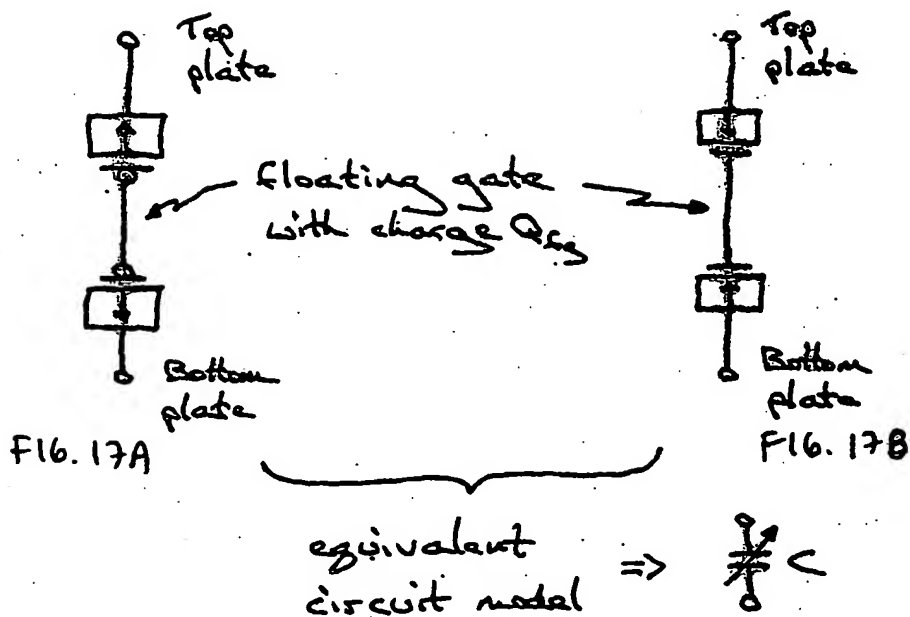 Top
plate
Top
plate
floating gate
with charge Qfg
Bottom
plate
Bottom
plate
FIG. 17A
FIG. 17B
equivalent
circuit model
=>
C